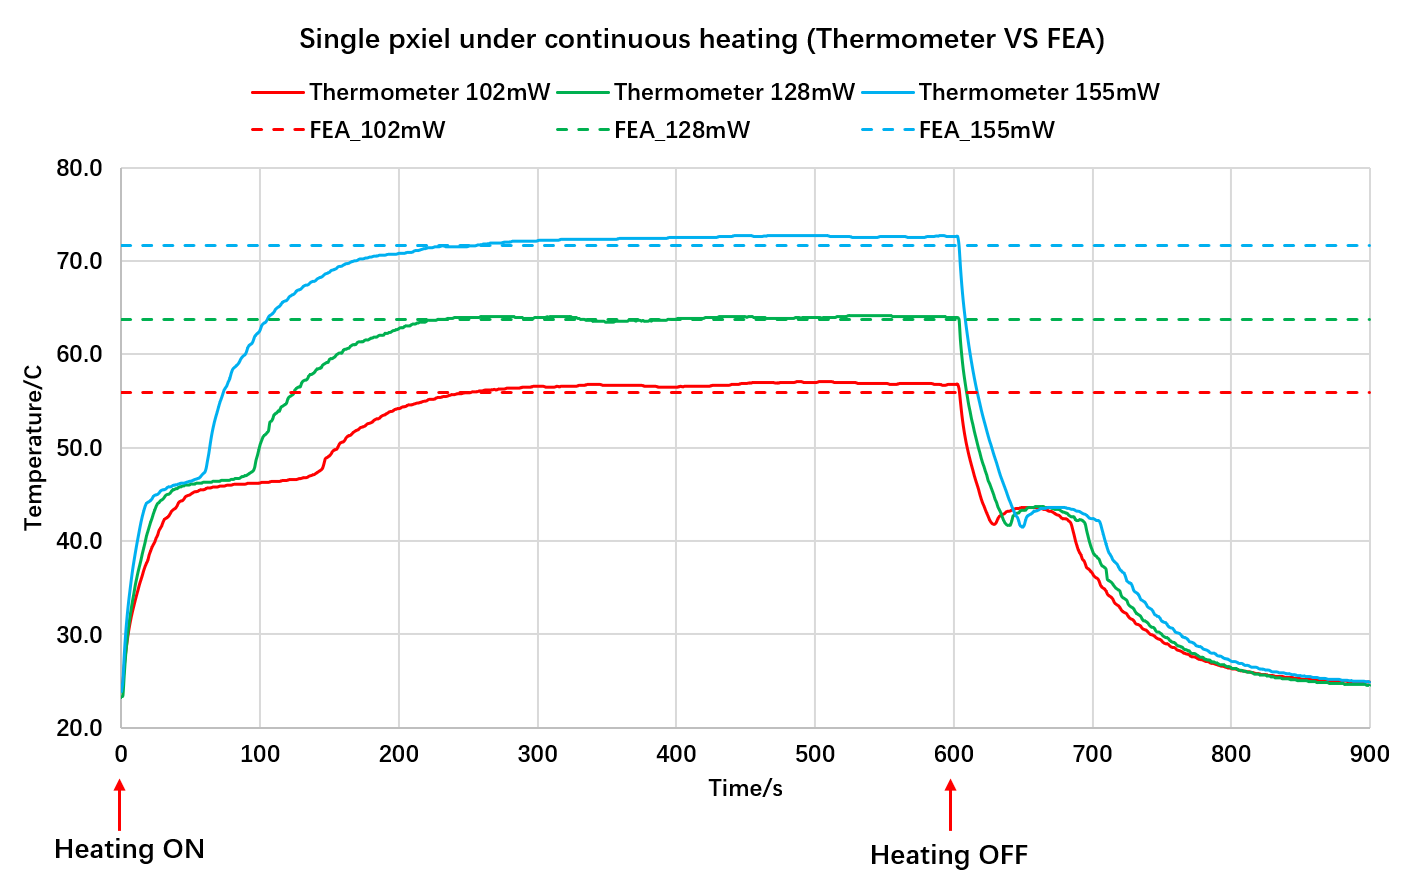 Single pxiel under continuous heating (Thermometer VS FEA)
Thermometer 102mW Thermometer 128mW Thermometer 155mW
FEA_102mW FEA_128mW FEA_155mW
80.0
70.0
60.0
50.0
40.0
30.0
20.0
Temperature/C
0 100 200 300 400 500 600 700 800 900
Time/s
Heating ON
Heating OFF